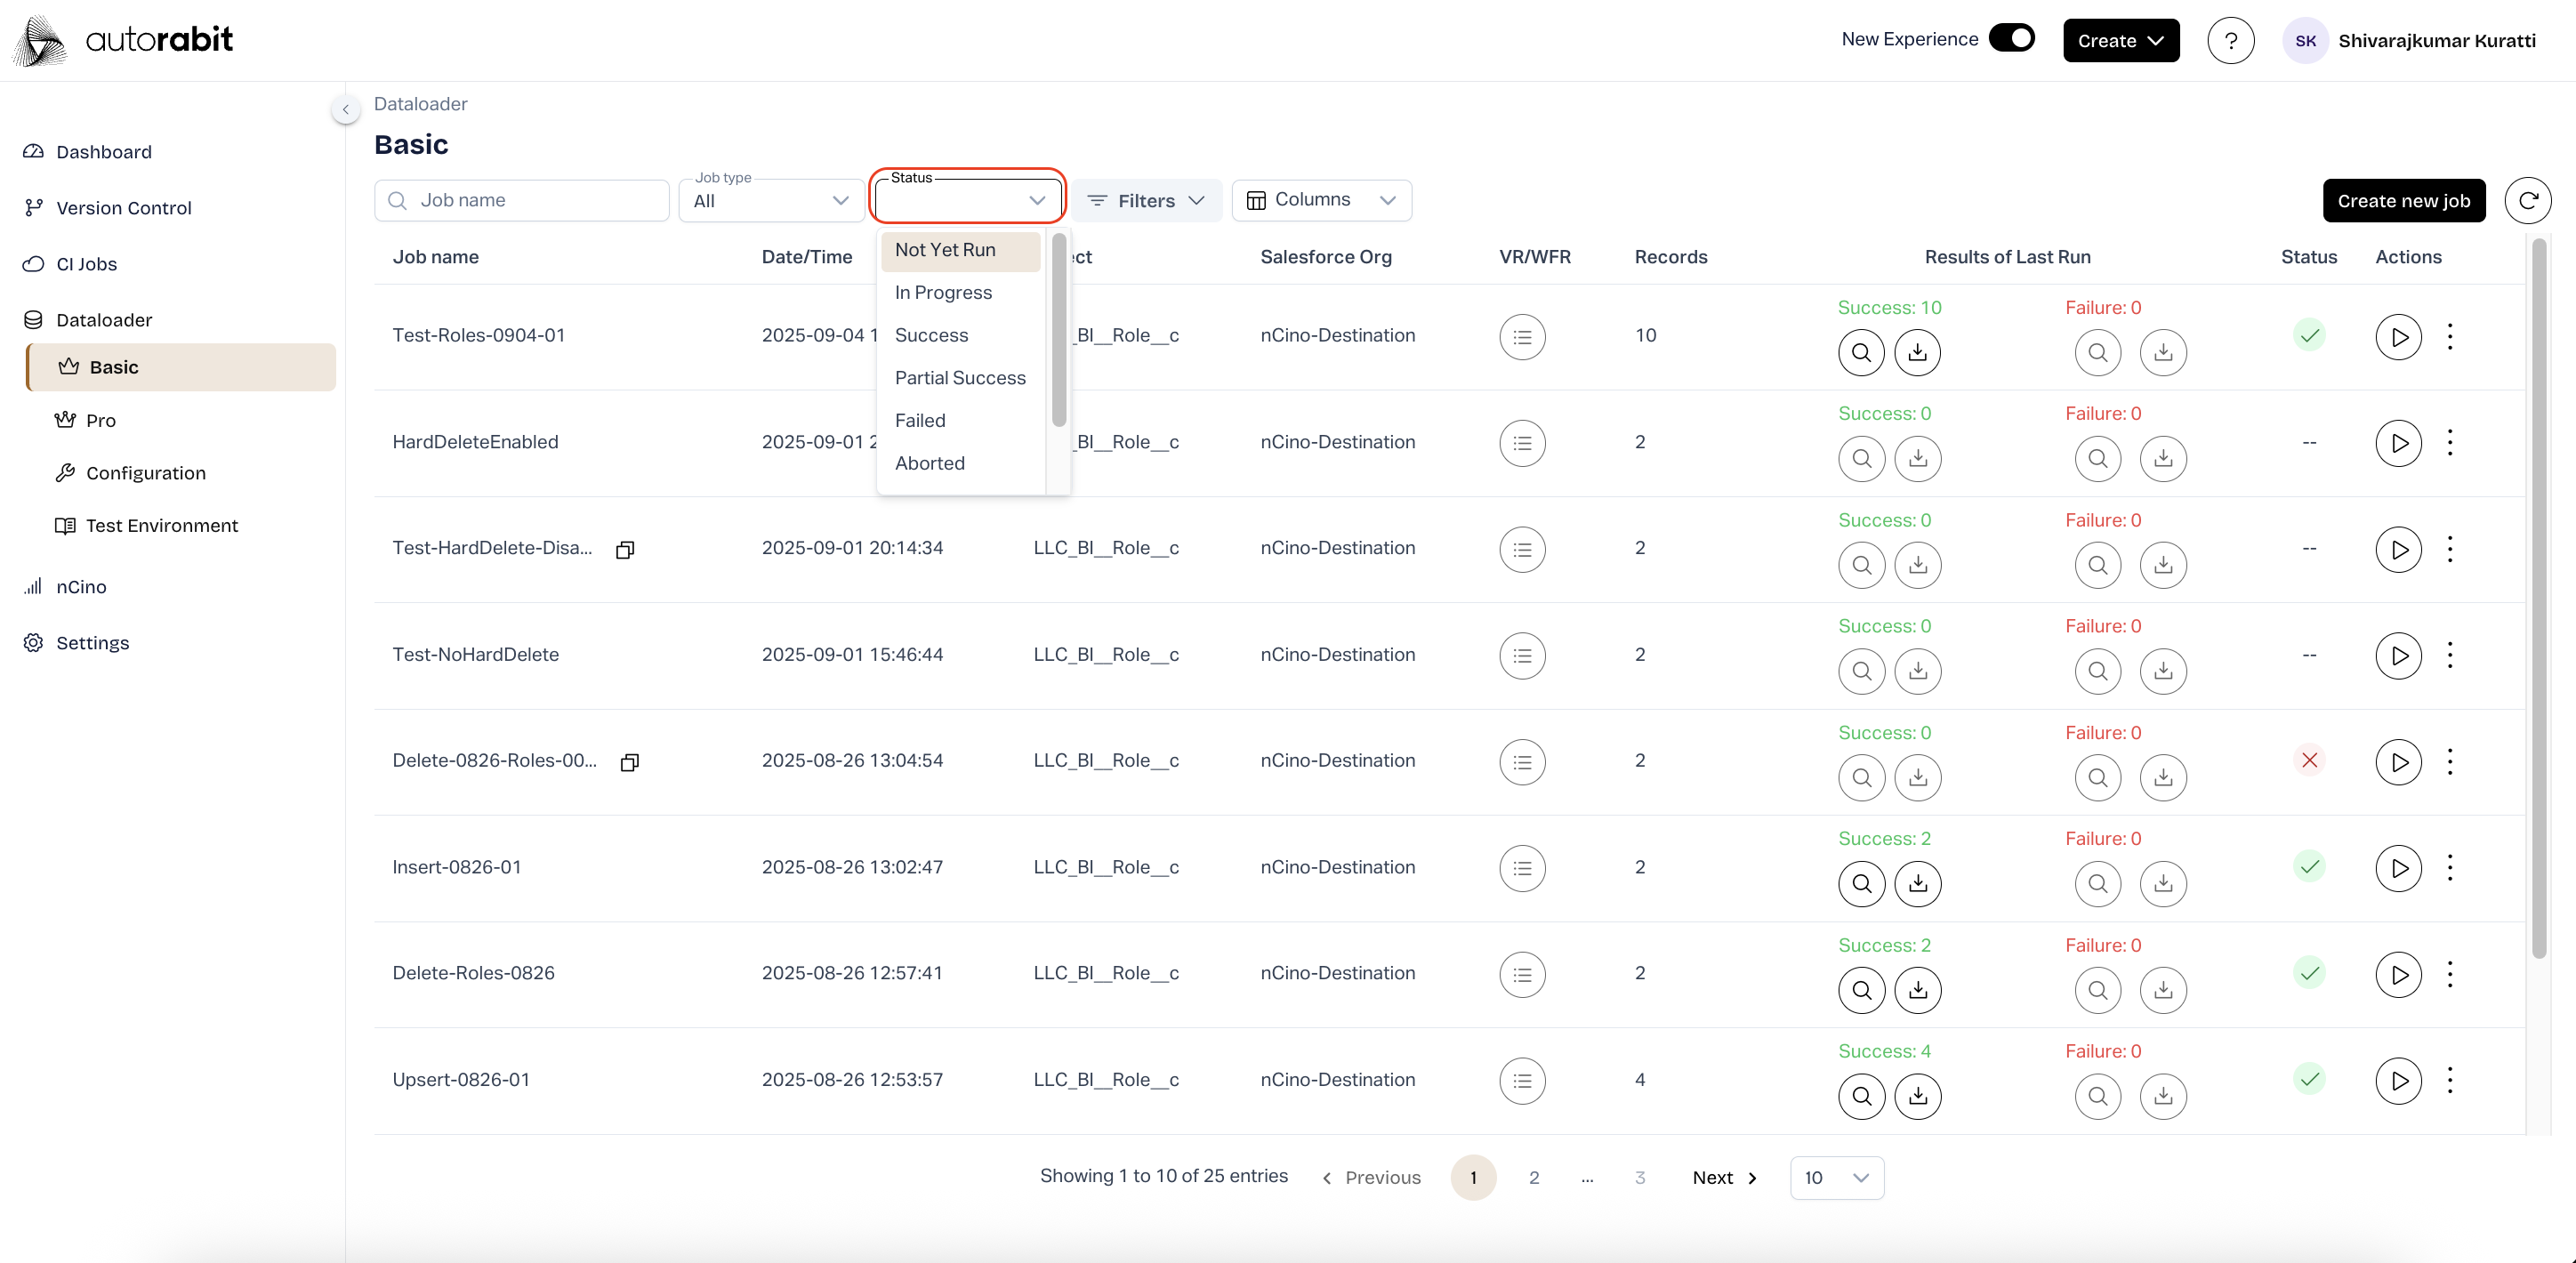 autorabit
New Experience
Create
?
SK
Shivarajkumar Kuratti
Dashboard
Version Control
CI Jobs
Dataloader
Basic
Pro
Configuration
Test Environment
nCino
Settings
Dataloader
Basic
Job name
Job type
All
Status
Filters
Columns
Create new job
Not Yet Run
In Progress
Success
Partial Success
Failed
Aborted
Job name Date/Time ect Salesforce Org VR/WFR Records Results of Last Run Status Actions
Success: 10 Failure: 0
Test-Roles-0904-01 2025-09-04 1 _BI__Role__c nCino-Destination 10
Success: 0 Failure: 0
HardDeleteEnabled 2025-09-01 2 _BI__Role__c nCino-Destination 2 --
Success: 0 Failure: 0
Test-HardDelete-Disa... 2025-09-01 20:14:34 LLC_BI__Role__c nCino-Destination 2 --
Success: 0 Failure: 0
Test-NoHardDelete 2025-09-01 15:46:44 LLC_BI__Role__c nCino-Destination 2 --
Success: 0 Failure: 0
Delete-0826-Roles-00... 2025-08-26 13:04:54 LLC_BI__Role__c nCino-Destination 2
Success: 2 Failure: 0
Insert-0826-01 2025-08-26 13:02:47 LLC_BI__Role__c nCino-Destination 2
Success: 2 Failure: 0
Delete-Roles-0826 2025-08-26 12:57:41 LLC_BI__Role__c nCino-Destination 2
Success: 4 Failure: 0
Upsert-0826-01 2025-08-26 12:53:57 LLC_BI__Role__c nCino-Destination 4
Showing 1 to 10 of 25 entries Previous 1 2 ... 3 Next 10